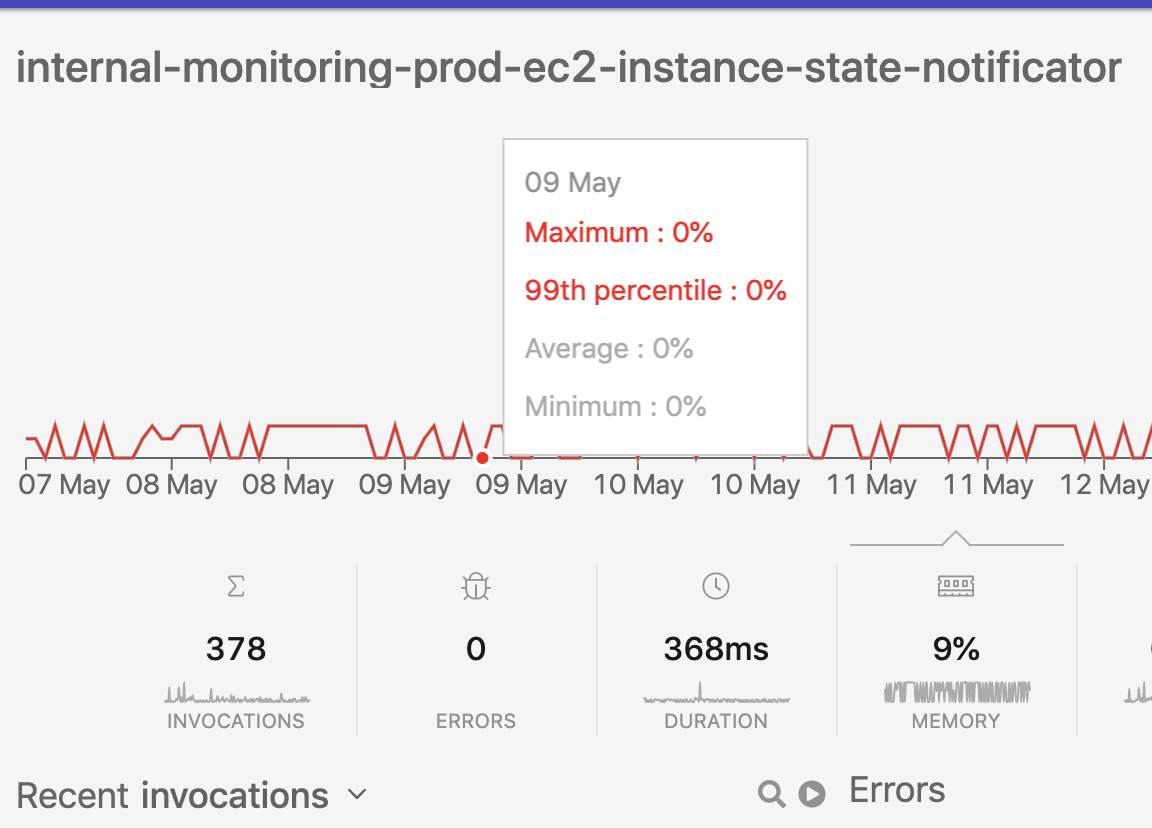 internal-monitoring-prod-ec2-instance-state-notificator
09 May
Maximum : 0%
99th percentile : 0%
Average : 0%
Minimum : 0%
07 May 08 May 08 May 09 May 09 May 10 May 10 May 11 May 11 May 12 May
378 0 368ms 9%
INVOCATIONS ERRORS DURATION MEMORY
Recent invocations Errors